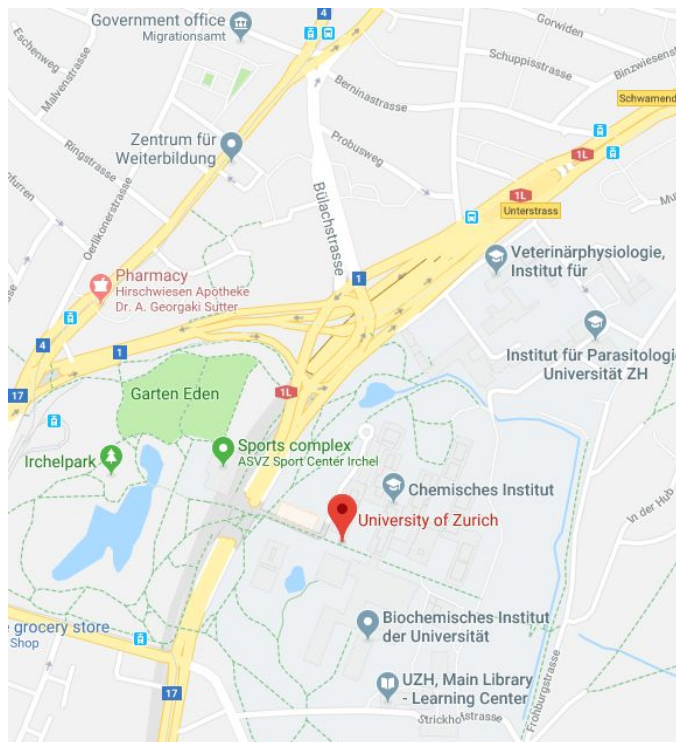 Government office
Migrationsamt
4
Gorwiden
Eschenweg
Malvenstrasse
Schuppisstrasse
Binzwiesenst
Berninastrasse
Schwamend
Zentrum für
Weiterbildung
Probusweg
Ringstrasse
1L
1L
Unterstrass
Oerlikonerstrasse
Bülachstrasse
Veterinärphysiologie,
Institut für
Pharmacy
Hirschwiesen Apotheke
Dr. A. Georgaki Sutter
1
4
1
Institut für Parasitologi
Universität ZH
17
1L
Garten Eden
Irchelpark
Sports complex
ASVZ Sport Center Irchel
Chemisches Institut
In der Hub
University of Zurich
Biochemisches Institut
der Universität
grocery store
Shop
UZH, Main Library
- Learning Center
17
Frohburgstrasse